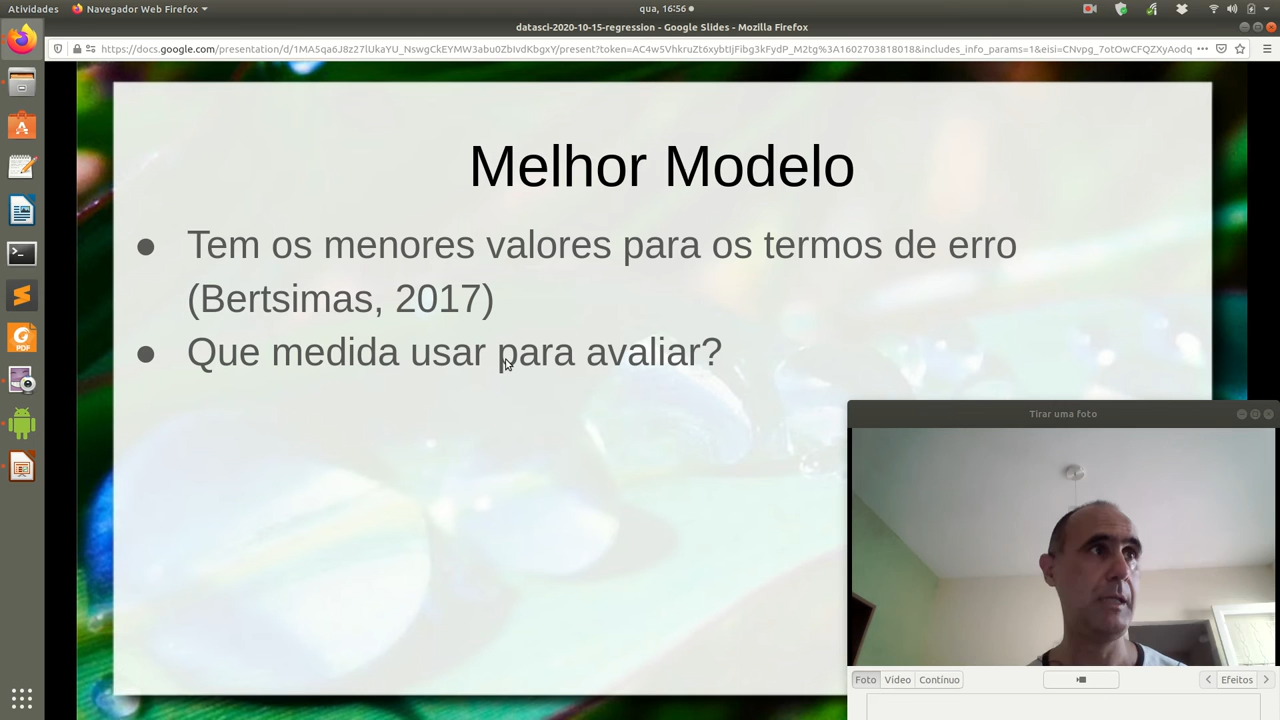 Atividades
Navegador Web Firefox
qua, 16:56
datasci-2020-10-15-regression - Google Slides - Mozilla Firefox
Melhor Modelo
● Tem os menores valores para os termos de erro
(Bertsimas, 2017)
● Que medida usar para avaliar?
Tirar uma foto
Foto
Vídeo
Contínuo
Efeitos
PDF